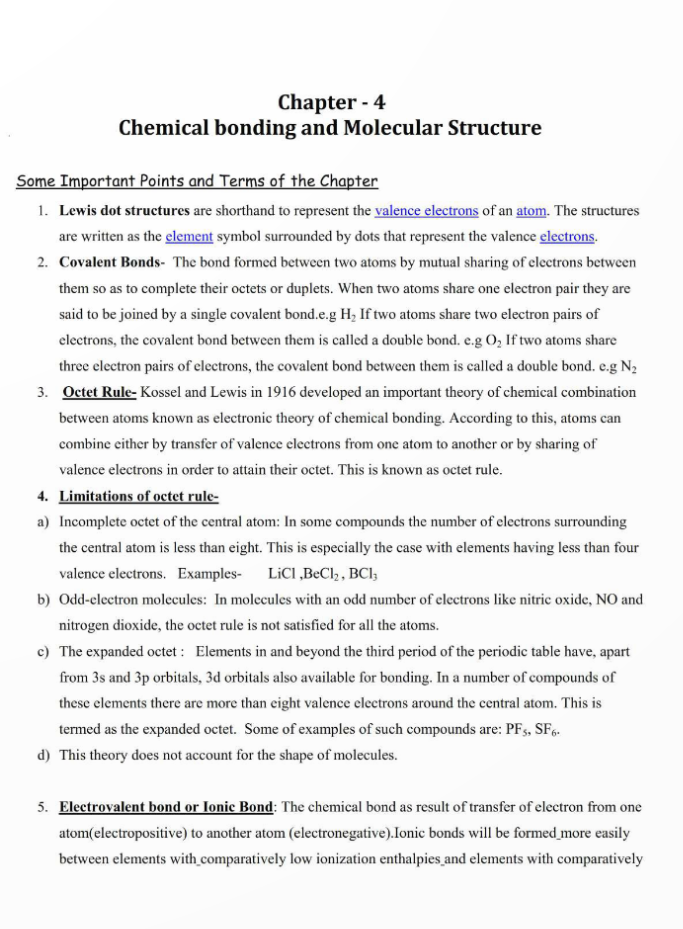 Chapter - 4
Chemical bonding and Molecular Structure
Some Important Points and Terms of the Chapter
1. Lewis dot structures are shorthand to represent the valence electrons of an atom. The structures
are written as the element symbol surrounded by dots that represent the valence electrons.
2. Covalent Bonds- The bond formed between two atoms by mutual sharing of electrons between
them so as to complete their octets or duplets. When two atoms share one electron pair they are
said to be joined by a single covalent bond.e.g H₂ If two atoms share two electron pairs of
electrons, the covalent bond between them is called a double bond. e.g O₂ If two atoms share
three electron pairs of electrons, the covalent bond between them is called a double bond. e.g N₂
3. Octet Rule- Kossel and Lewis in 1916 developed an important theory of chemical combination
between atoms known as electronic theory of chemical bonding. According to this, atoms can
combine either by transfer of valence electrons from one atom to another or by sharing of
valence electrons in order to attain their octet. This is known as octet rule.
4. Limitations of octet rule-
a) Incomplete octet of the central atom: In some compounds the number of electrons surrounding
the central atom is less than eight. This is especially the case with elements having less than four
valence electrons. Examples- LiCl ,BeCl₂ , BCl₃
b) Odd-electron molecules: In molecules with an odd number of electrons like nitric oxide, NO and
nitrogen dioxide, the octet rule is not satisfied for all the atoms.
c) The expanded octet : Elements in and beyond the third period of the periodic table have, apart
from 3s and 3p orbitals, 3d orbitals also available for bonding. In a number of compounds of
these elements there are more than eight valence electrons around the central atom. This is
termed as the expanded octet. Some of examples of such compounds are: PF₅, SF₆.
d) This theory does not account for the shape of molecules.
5. Electrovalent bond or Ionic Bond: The chemical bond as result of transfer of electron from one
atom(electropositive) to another atom (electronegative).Ionic bonds will be formed more easily
between elements with comparatively low ionization enthalpies and elements with comparatively